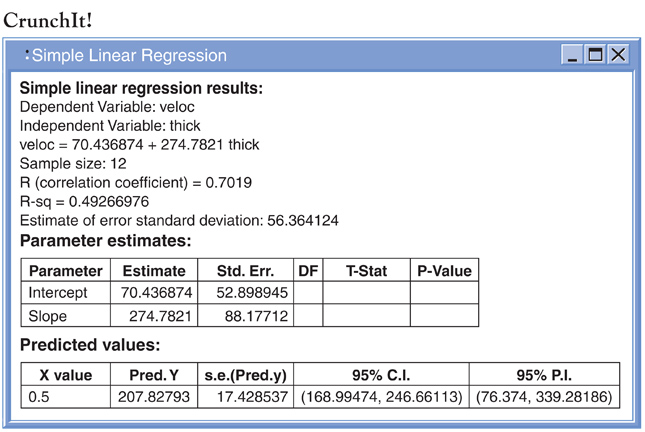 CrunchIt!
Simple Linear Regression
Simple linear regression results:
Dependent Variable: veloc
Independent Variable: thick
veloc = 70.436874 + 274.7821 thick
Sample size: 12
R (correlation coefficient) = 0.7019
R-sq = 0.49266976
Estimate of error standard deviation: 56.364124
Parameter estimates:
Parameter Estimate Std. Err. DF T-Stat P-Value
Intercept 70.436874 52.898945
Slope 274.7821 88.17712
Predicted values:
X value Pred. Y s.e.(Pred.y) 95% C.I. 95% P.I.
0.5 207.82793 17.428537 (168.99474, 246.66113) (76.374, 339.28186)